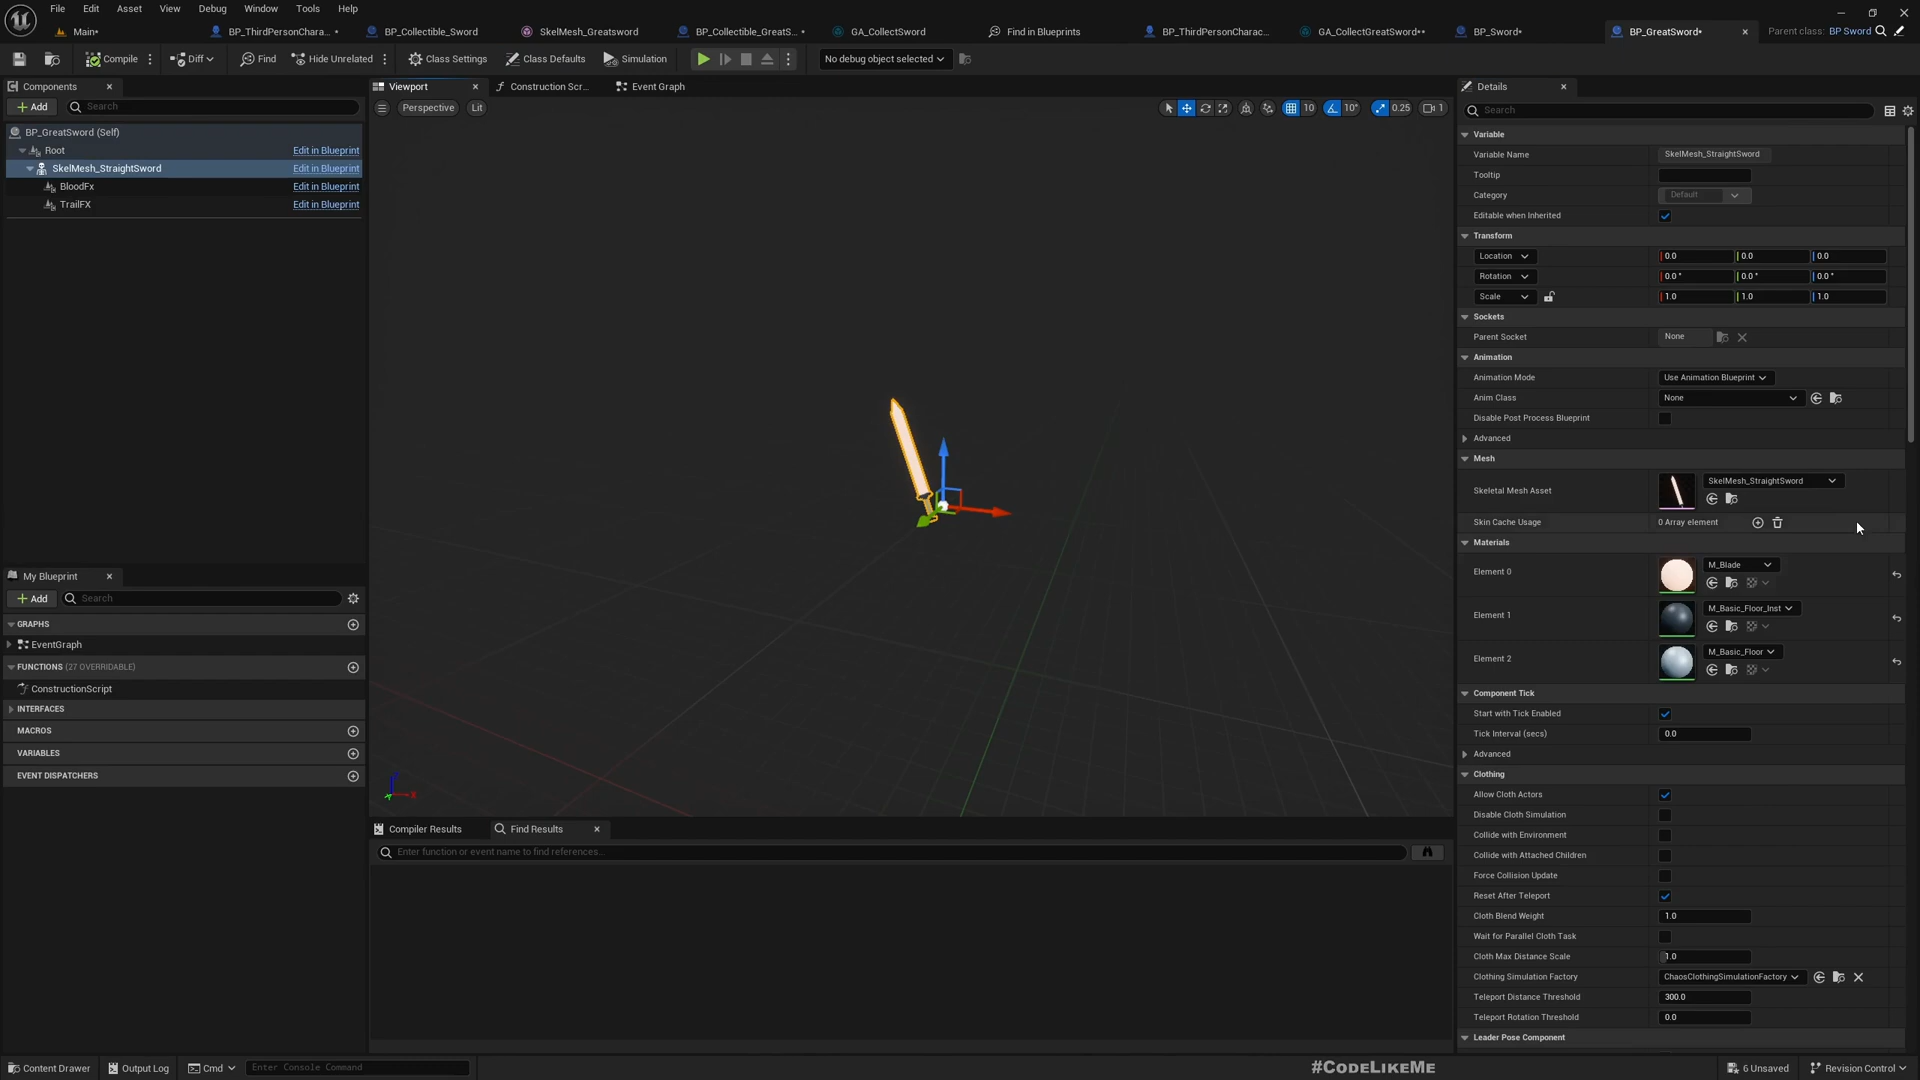 File Edit Asset View Debug Window Tools Help
Main* BP_ThirdPersonChara... * BP_Collectible_Sword SkelMesh_Greatsword BP_Collectible_GreatS... * GA_CollectSword Find in Blueprints BP_ThirdPersonCharac... GA_CollectGreatSword** BP_Sword* BP_GreatSword* Parent class: BP Sword
Compile Diff Find Hide Unrelated Class Settings Class Defaults Simulation No debug object selected
Components
Add Search
BP_GreatSword (Self)
Root Edit in Blueprint
SkelMesh_StraightSword Edit in Blueprint
BloodFx Edit in Blueprint
TrailFX Edit in Blueprint
My Blueprint
Add Search
GRAPHS
EventGraph
FUNCTIONS (27 OVERRIDABLE)
ConstructionScript
INTERFACES
MACROS
VARIABLES
EVENT DISPATCHERS
Viewport Construction Scr... Event Graph
Perspective Lit 10 10° 0.25 1
Compiler Results Find Results
Enter function or event name to find references...
Details
Search
Variable
Variable Name SkelMesh_StraightSword
Tooltip
Category Default
Editable when Inherited
Transform
Location 0.0 0.0 0.0
Rotation 0.0 ° 0.0 ° 0.0 °
Scale 1.0 1.0 1.0
Sockets
Parent Socket None
Animation
Animation Mode Use Animation Blueprint
Anim Class None
Disable Post Process Blueprint
Advanced
Mesh
Skeletal Mesh Asset SkelMesh_StraightSword
Skin Cache Usage 0 Array element
Materials
Element 0 M_Blade
Element 1 M_Basic_Floor_Inst
Element 2 M_Basic_Floor
Component Tick
Start with Tick Enabled
Tick Interval (secs) 0.0
Advanced
Clothing
Allow Cloth Actors
Disable Cloth Simulation
Collide with Environment
Collide with Attached Children
Force Collision Update
Reset After Teleport
Cloth Blend Weight 1.0
Wait for Parallel Cloth Task
Cloth Max Distance Scale 1.0
Clothing Simulation Factory ChaosClothingSimulationFactory
Teleport Distance Threshold 300.0
Teleport Rotation Threshold 0.0
Leader Pose Component
Content Drawer Output Log Cmd Enter Console Command #CODELIKEME 6 Unsaved Revision Control